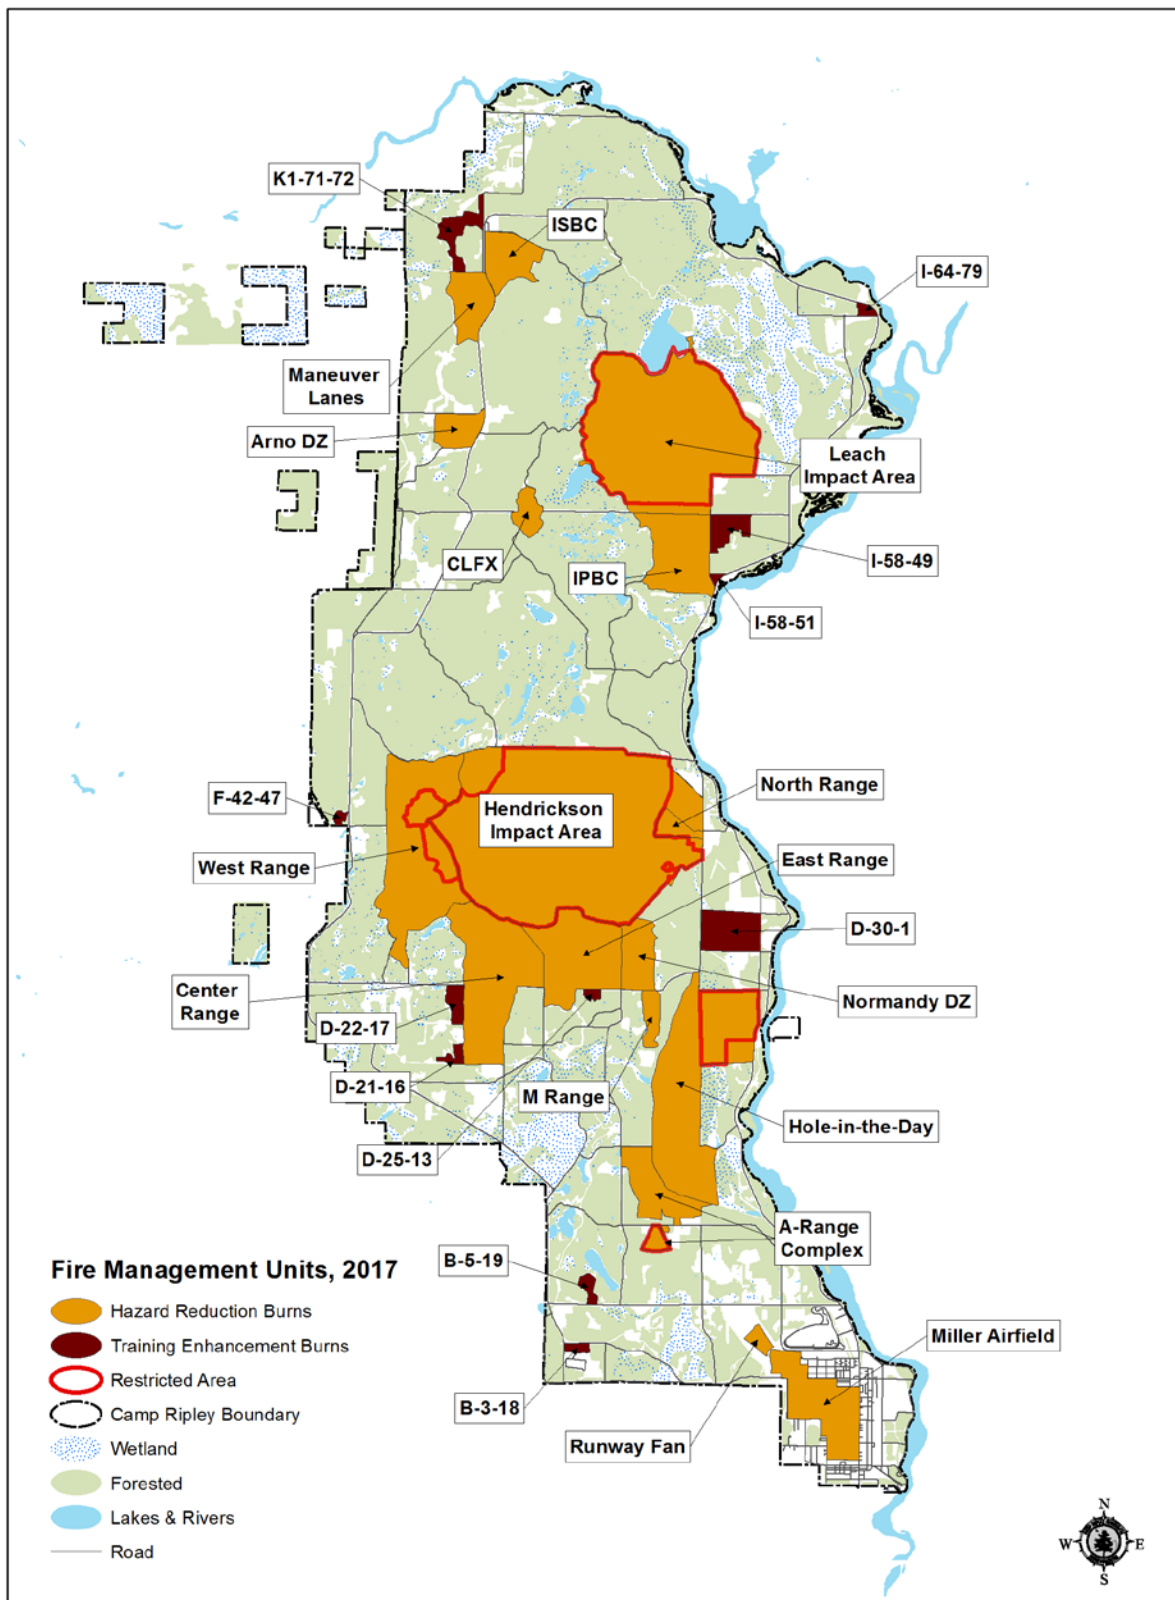 K1-71-72
ISBC
I-64-79
Maneuver
Lanes
Arno DZ
Leach
Impact Area
CLFX
IPBC
I-58-49
I-58-51
F-42-47
Hendrickson
Impact Area
North Range
West Range
East Range
D-30-1
Center
Range
Normandy DZ
D-22-17
D-21-16
M Range
Hole-in-the-Day
D-25-13
A-Range
Complex
B-5-19
Miller Airfield
B-3-18
Runway Fan
Fire Management Units, 2017
Hazard Reduction Burns
Training Enhancement Burns
Restricted Area
Camp Ripley Boundary
Wetland
Forested
Lakes & Rivers
Road
N
W E
S